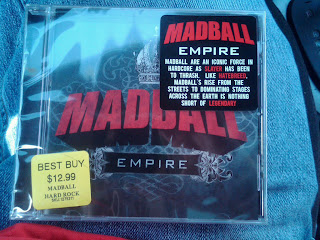 MADBALL
EMPIRE
MADBALL ARE AN ICONIC FORCE IN
HARDCORE AS SLAYER HAS BEEN
TO THRASH. LIKE HATEBREED,
MADBALL'S RISE FROM THE
STREETS TO DOMINATING STAGES
ACROSS THE EARTH IS NOTHING
SHORT OF LEGENDARY
MADBALL
EMPIRE
BEST BUY
$12.99
MADBALL
HARD ROCK